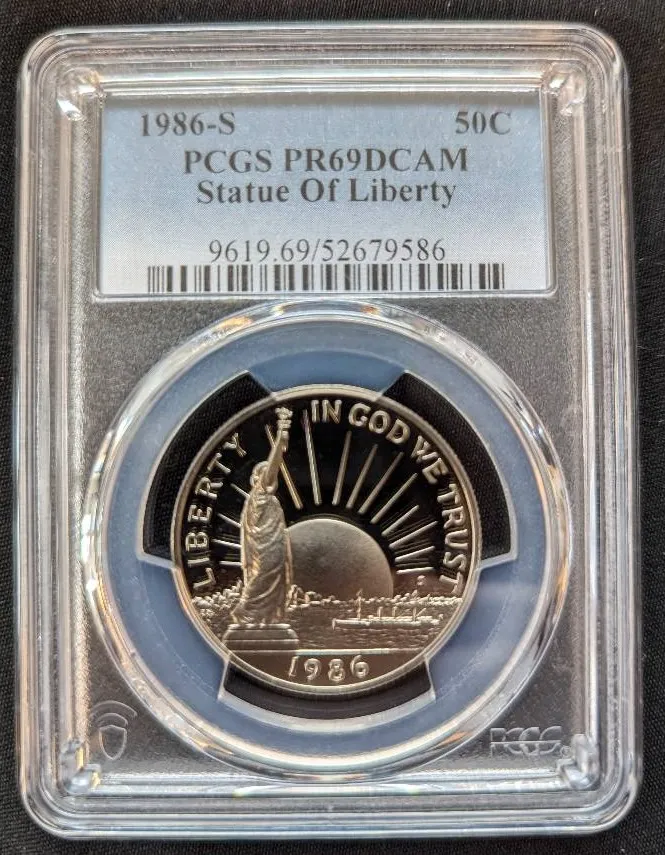 1986-S 50C
PCGS PR69DCAM
Statue Of Liberty
9619.69/52679586
LIBERTY
IN GOD WE TRUST
S
1986
PCGS